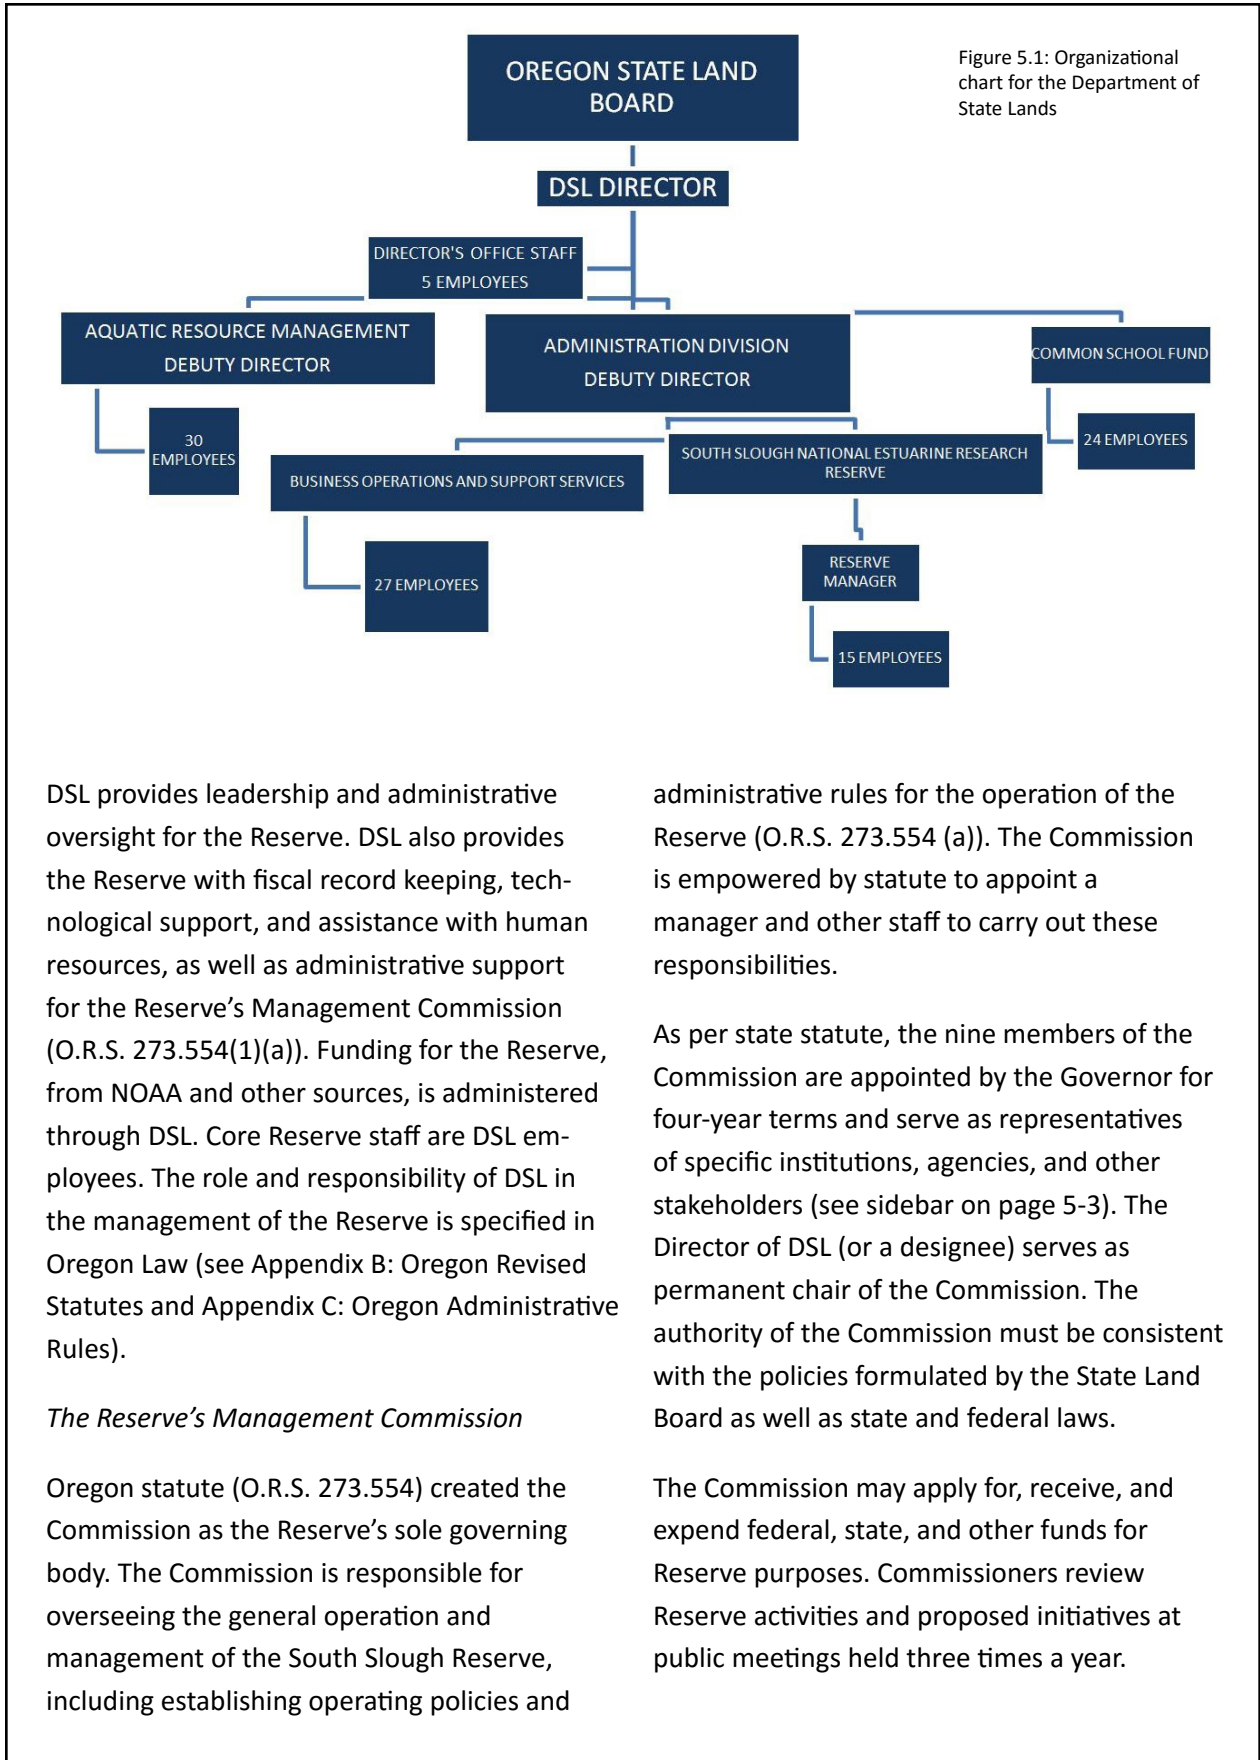 OREGON STATE LAND
BOARD
Figure 5.1: Organizational
chart for the Department of
State Lands
DSL DIRECTOR
DIRECTOR'S OFFICE STAFF
5 EMPLOYEES
AQUATIC RESOURCE MANAGEMENT
DEBUTY DIRECTOR
ADMINISTRATION DIVISION
DEBUTY DIRECTOR
COMMON SCHOOL FUND
30
EMPLOYEES
24 EMPLOYEES
BUSINESS OPERATIONS AND SUPPORT SERVICES
SOUTH SLOUGH NATIONAL ESTUARINE RESEARCH
RESERVE
27 EMPLOYEES
RESERVE
MANAGER
15 EMPLOYEES
DSL provides leadership and administrative
oversight for the Reserve. DSL also provides
the Reserve with fiscal record keeping, tech-
nological support, and assistance with human
resources, as well as administrative support
for the Reserve’s Management Commission
(O.R.S. 273.554(1)(a)). Funding for the Reserve,
from NOAA and other sources, is administered
through DSL. Core Reserve staff are DSL em-
ployees. The role and responsibility of DSL in
the management of the Reserve is specified in
Oregon Law (see Appendix B: Oregon Revised
Statutes and Appendix C: Oregon Administrative
Rules).
The Reserve’s Management Commission
Oregon statute (O.R.S. 273.554) created the
Commission as the Reserve’s sole governing
body. The Commission is responsible for
overseeing the general operation and
management of the South Slough Reserve,
including establishing operating policies and
administrative rules for the operation of the
Reserve (O.R.S. 273.554 (a)). The Commission
is empowered by statute to appoint a
manager and other staff to carry out these
responsibilities.
As per state statute, the nine members of the
Commission are appointed by the Governor for
four-year terms and serve as representatives
of specific institutions, agencies, and other
stakeholders (see sidebar on page 5-3). The
Director of DSL (or a designee) serves as
permanent chair of the Commission. The
authority of the Commission must be consistent
with the policies formulated by the State Land
Board as well as state and federal laws.
The Commission may apply for, receive, and
expend federal, state, and other funds for
Reserve purposes. Commissioners review
Reserve activities and proposed initiatives at
public meetings held three times a year.